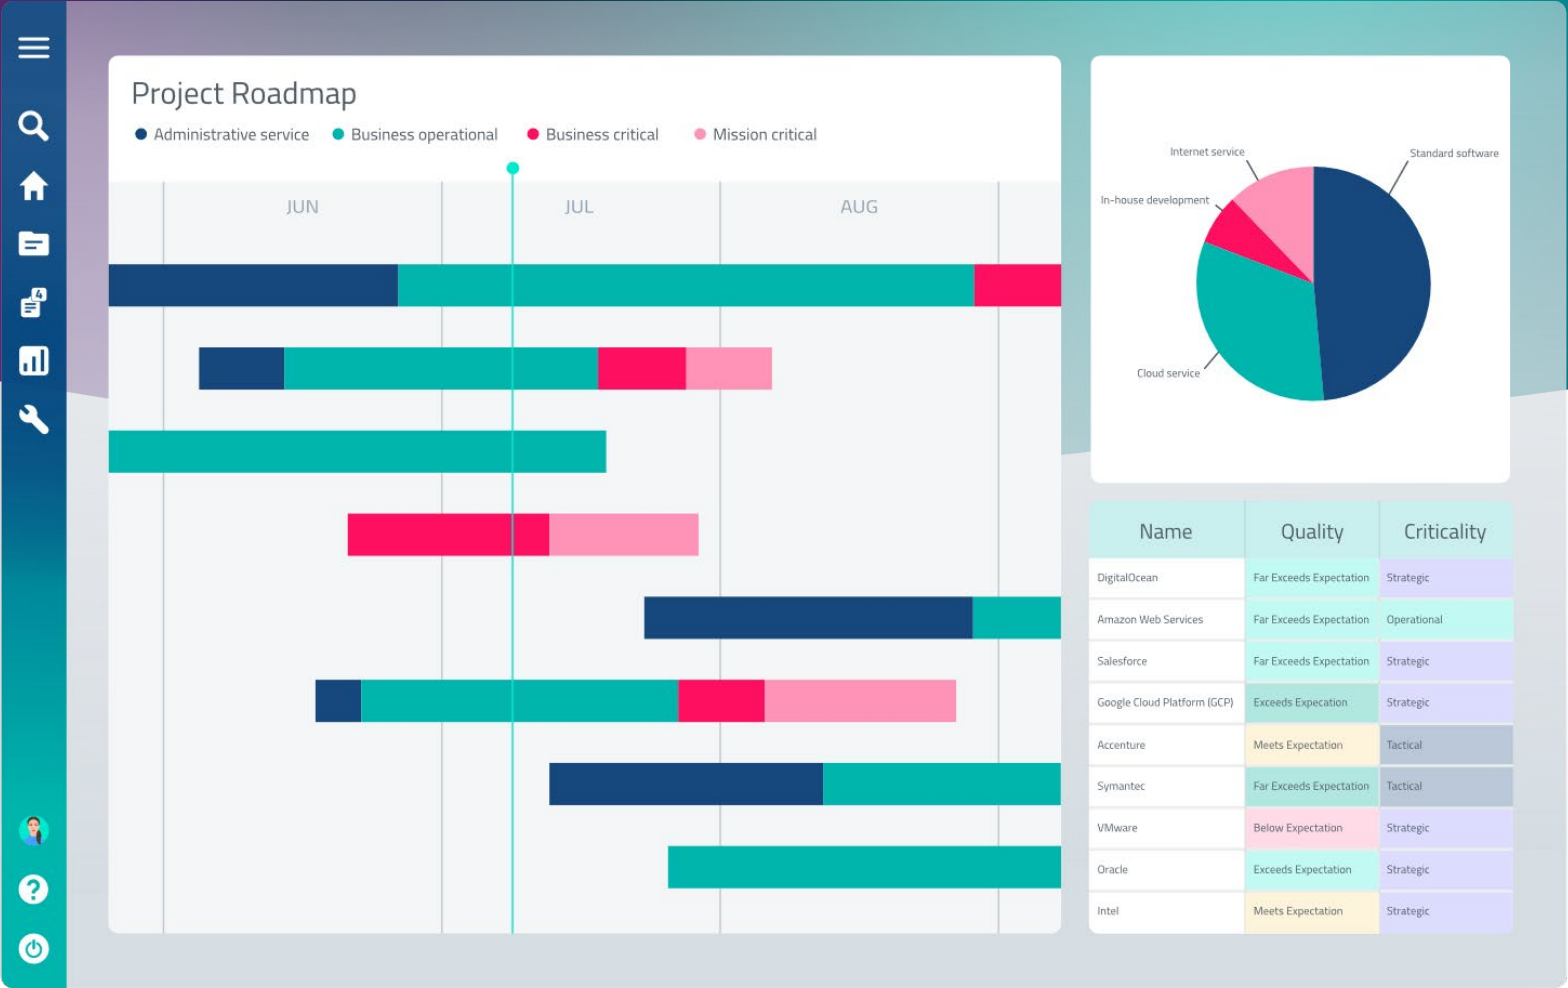 Project Roadmap
Administrative service Business operational Business critical Mission critical
JUN JUL AUG
4
Internet service
Standard software
In-house development
Cloud service
Name Quality Criticality
DigitalOcean Far Exceeds Expectation Strategic
Amazon Web Services Far Exceeds Expectation Operational
Salesforce Far Exceeds Expectation Strategic
Google Cloud Platform (GCP) Exceeds Expecation Strategic
Accenture Meets Expectation Tactical
Symantec Far Exceeds Expectation Tactical
VMware Below Expectation Strategic
Oracle Exceeds Expectation Strategic
Intel Meets Expectation Strategic
?